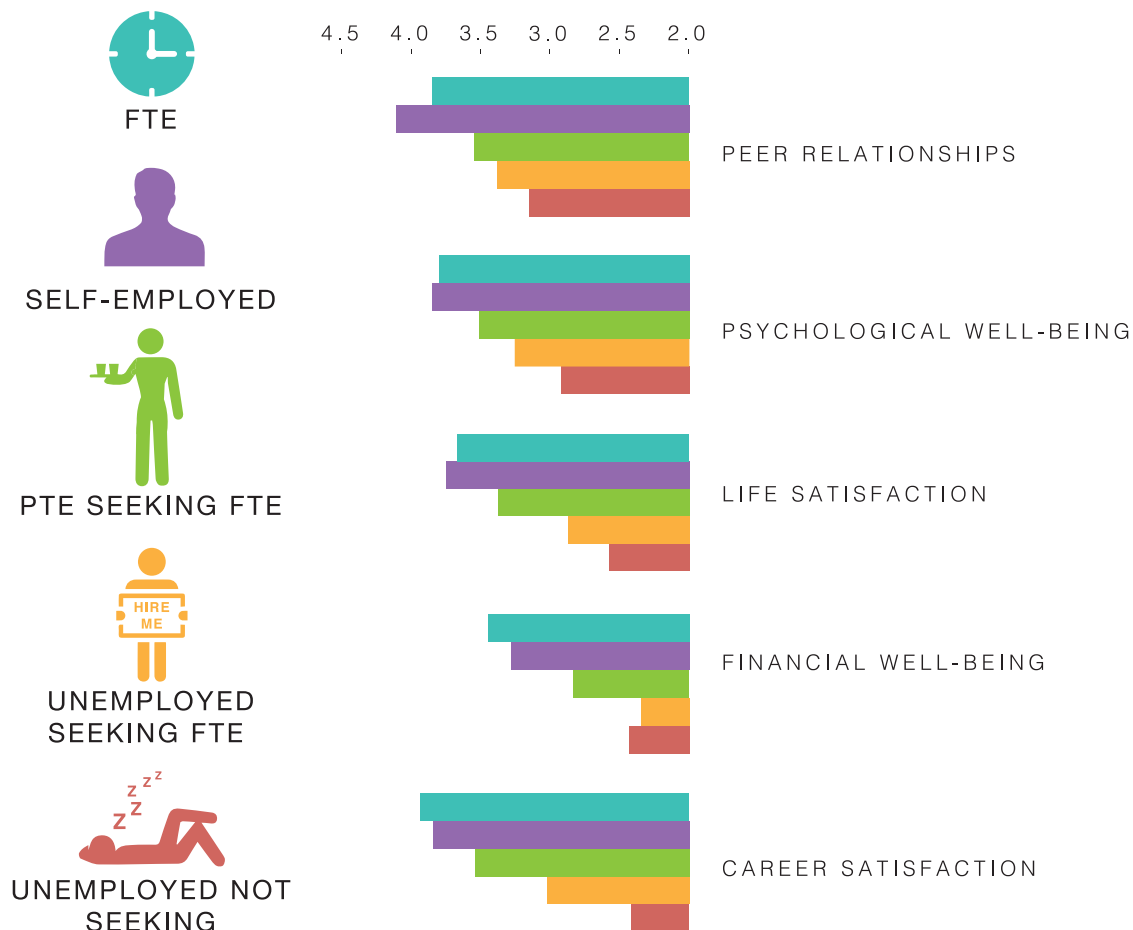 4.5 4.0 3.5 3.0 2.5 2.0
FTE
PEER RELATIONSHIPS
SELF-EMPLOYED
PSYCHOLOGICAL WELL-BEING
PTE SEEKING FTE
LIFE SATISFACTION
HIRE
ME
UNEMPLOYED
SEEKING FTE
FINANCIAL WELL-BEING
z z z z z
UNEMPLOYED NOT
SEEKING
CAREER SATISFACTION